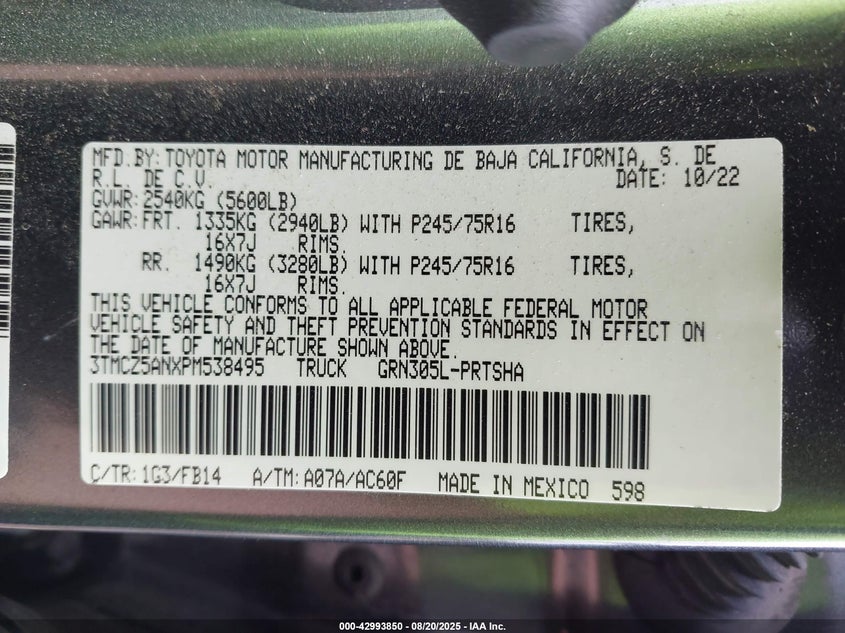 MFD.BY: TOYOTA MOTOR MANUFACTURING DE BAJA CALIFORNIA, S. DE
R.L. DE C.V. DATE: 10/22
GVWR: 2540KG (5600LB)
GAWR: FRT. 1335KG (2940LB) WITH P245/75R16 TIRES,
16X7J RIMS.
RR. 1490KG (3280LB) WITH P245/75R16 TIRES,
16X7J RIMS.
THIS VEHICLE CONFORMS TO ALL APPLICABLE FEDERAL MOTOR
VEHICLE SAFETY AND THEFT PREVENTION STANDARDS IN EFFECT ON
THE DATE OF MANUFACTURE SHOWN ABOVE.
3TMCZ5ANXPM538495 TRUCK GRN305L-PRTSHA
C/TR: 1G3/FB14 A/TM: A07A/AC60F MADE IN MEXICO 598
000-42993850 - 08/20/2025 - IAA Inc.